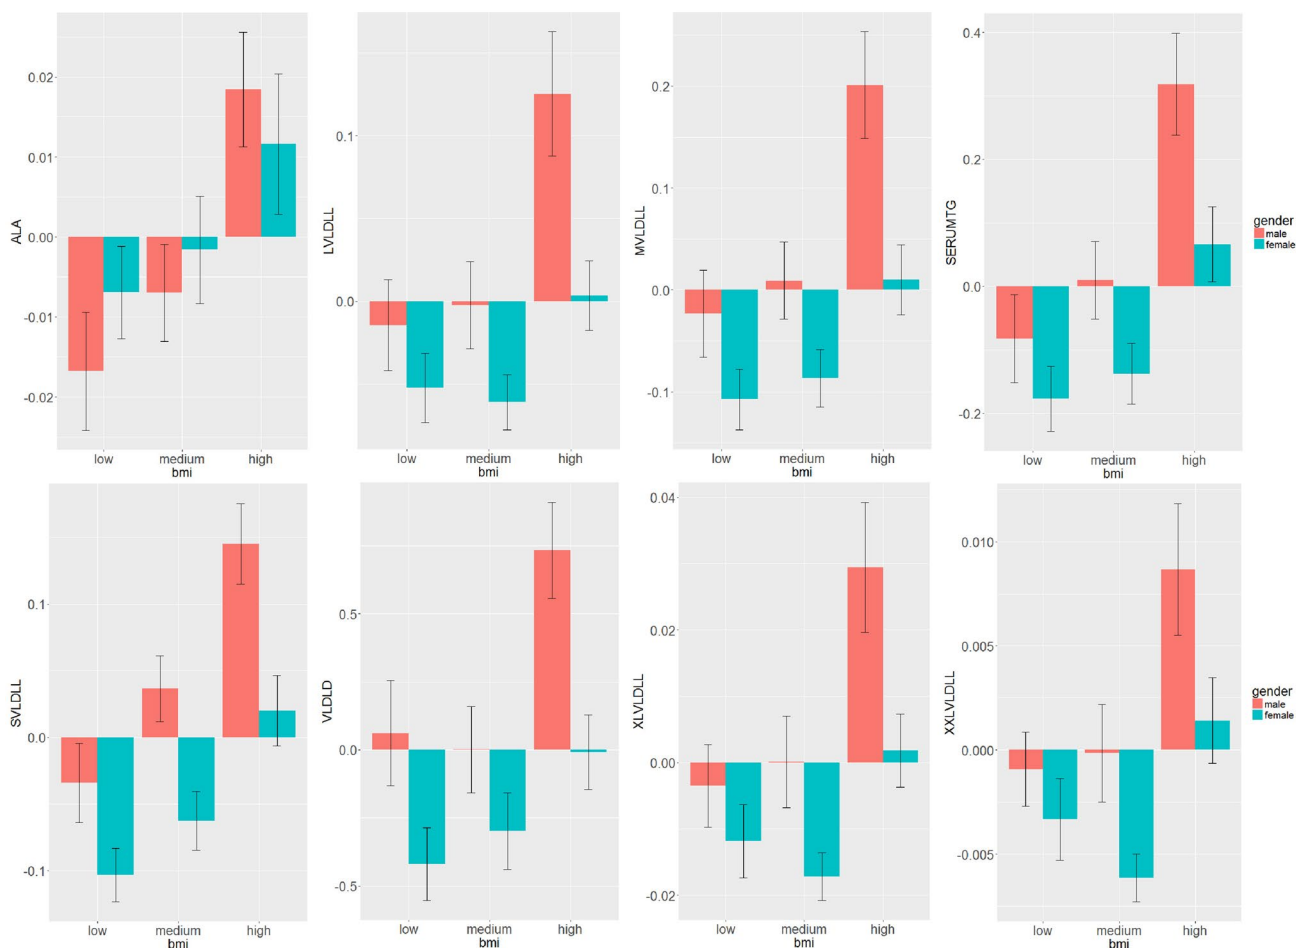 ALA
0.02
0.01
0.00
-0.01
-0.02
low medium high
bmi
LVLDLL
0.1
0.0
low medium high
bmi
MVLDLL
0.2
0.1
0.0
-0.1
low medium high
bmi
SERUMTG
0.4
0.2
0.0
-0.2
low medium high
bmi
gender
male
female
SVLDLL
0.1
0.0
-0.1
low medium high
bmi
VLDLD
0.5
0.0
-0.5
low medium high
bmi
XLVLDLL
0.04
0.02
0.00
-0.02
low medium high
bmi
XXLVLDLL
0.010
0.005
0.000
-0.005
low medium high
bmi
gender
male
female